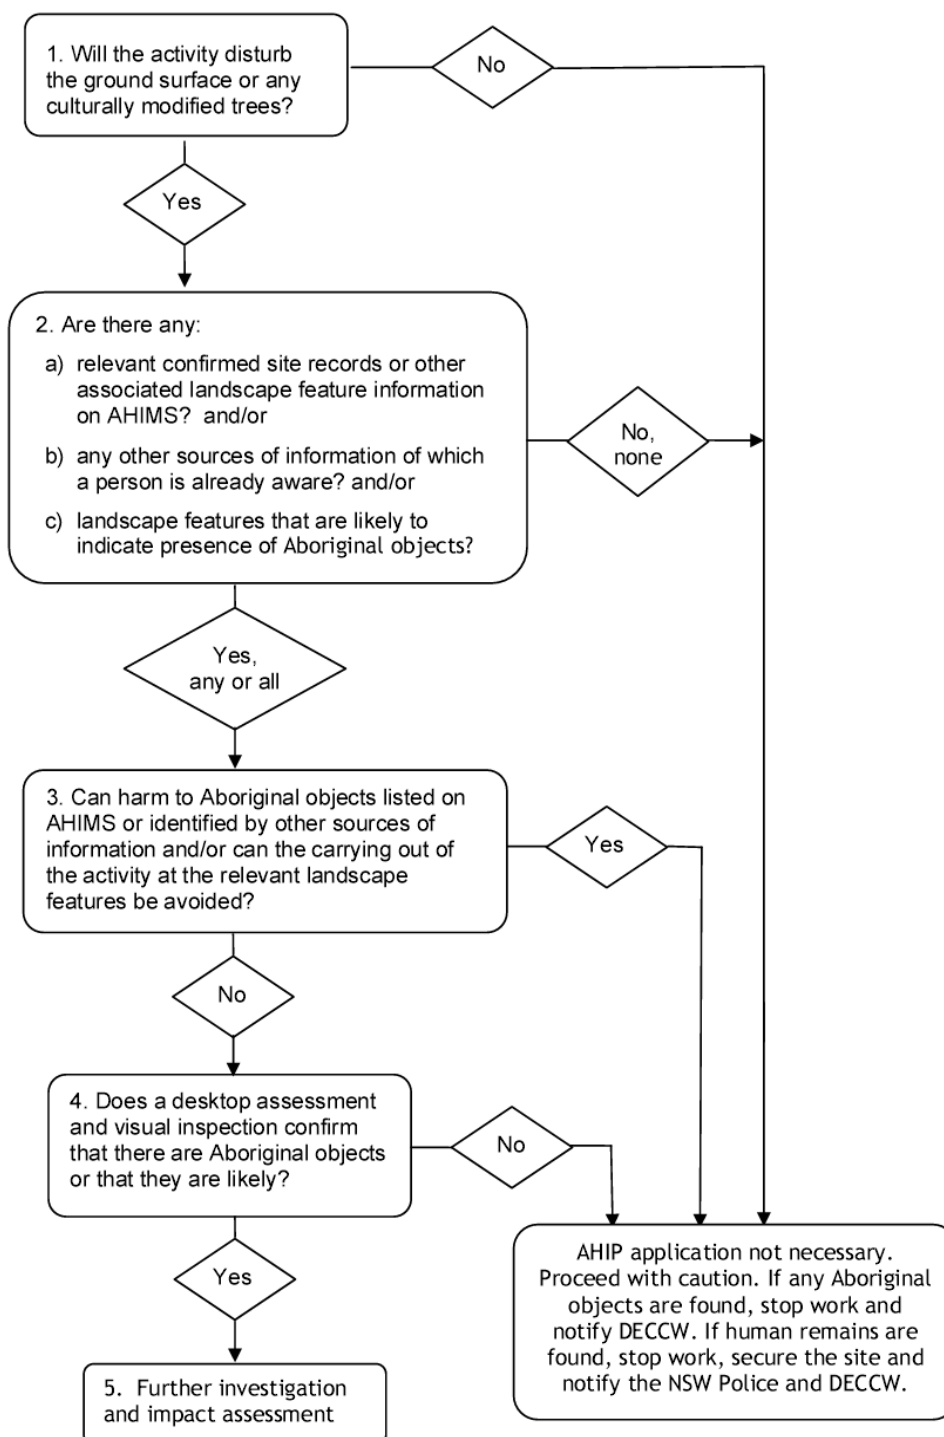 1. Will the activity disturb
the ground surface or any
culturally modified trees?
No
Yes
2. Are there any:
a) relevant confirmed site records or other
associated landscape feature information
on AHIMS? and/or
b) any other sources of information of which
a person is already aware? and/or
c) landscape features that are likely to
indicate presence of Aboriginal objects?
No,
none
Yes,
any or all
3. Can harm to Aboriginal objects listed on
AHIMS or identified by other sources of
information and/or can the carrying out of
the activity at the relevant landscape
features be avoided?
Yes
No
4. Does a desktop assessment
and visual inspection confirm
that there are Aboriginal objects
or that they are likely?
No
Yes
AHIP application not necessary.
Proceed with caution. If any Aboriginal
objects are found, stop work and
notify DECCW. If human remains are
found, stop work, secure the site and
notify the NSW Police and DECCW.
5. Further investigation
and impact assessment